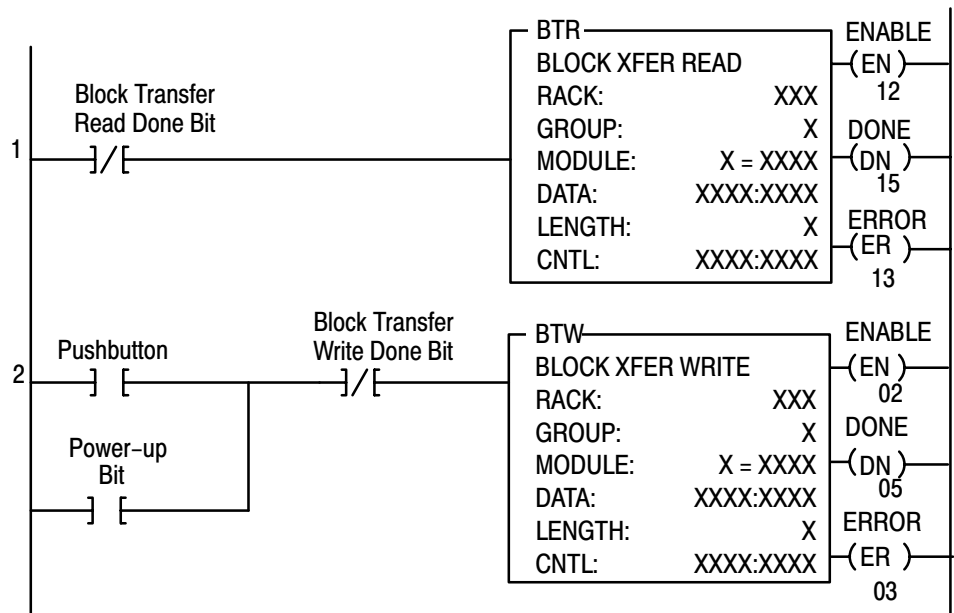 BTR
ENABLE
BLOCK XFER READ
(EN)
12
Block Transfer
Read Done Bit
RACK: XXX
GROUP: X
DONE
1
MODULE: X = XXXX
(DN)
15
DATA: XXXX:XXXX
LENGTH: X
ERROR
(ER)
13
CNTL: XXXX:XXXX
BTW
ENABLE
Block Transfer
Write Done Bit
Pushbutton
2
BLOCK XFER WRITE
(EN)
02
RACK: XXX
GROUP: X
DONE
Power-up
Bit
MODULE: X = XXXX
(DN)
05
DATA: XXXX:XXXX
LENGTH: X
ERROR
CNTL: XXXX:XXXX
(ER)
03